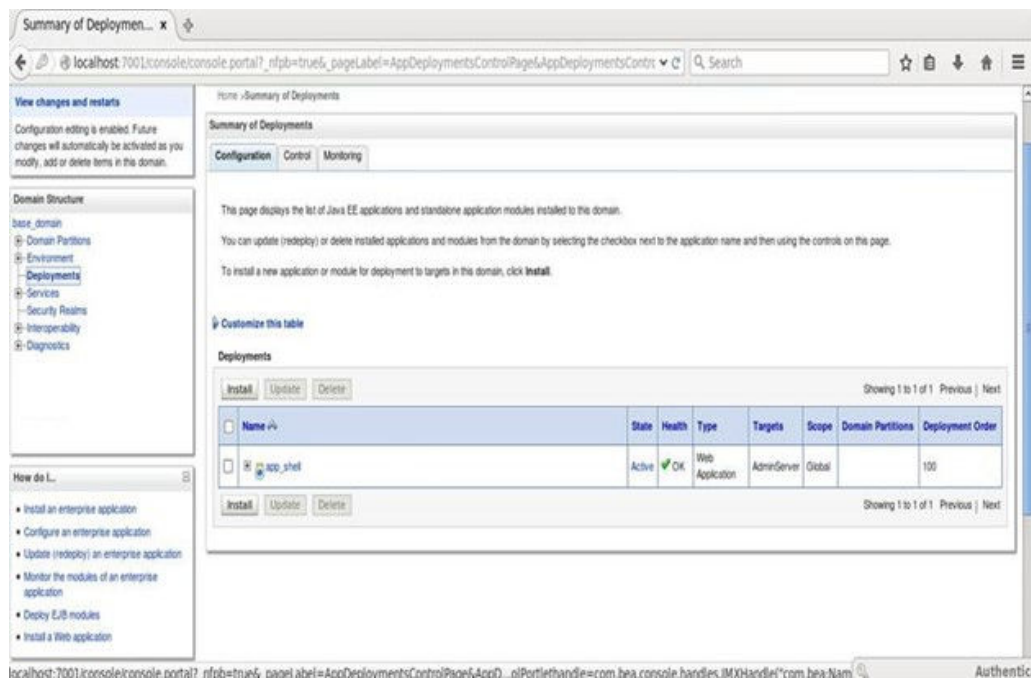 Summary of Deploymen... x
localhost:7001/console/console.portal?_nfpb=true&_pageLabel=AppDeploymentsControlPage&AppDeploymentsContr
Search
View changes and restarts
Configuration editing is enabled. Future
changes will automatically be activated as you
modify, add or delete items in this domain.
Domain Structure
base_domain
Domain Partitions
Environment
Deployments
Services
Security Realms
Interoperability
Diagnostics
How do I...
Install an enterprise application
Configure an enterprise application
Update (redeploy) an enterprise application
Monitor the modules of an enterprise
application
Deploy EJB modules
Install a Web application
Home >Summary of Deployments
Summary of Deployments
Configuration Control Monitoring
This page displays the list of Java EE applications and standalone application modules installed to this domain.
You can update (redeploy) or delete installed applications and modules from the domain by selecting the checkbox next to the application name and then using the controls on this page.
To install a new application or module for deployment to targets in this domain, click Install.
Customize this table
Deployments
Install Update Delete Showing 1 to 1 of 1 Previous | Next
Name State Health Type Targets Scope Domain Partitions Deployment Order
app_shell Active OK Web Application AdminServer Global 100
Install Update Delete Showing 1 to 1 of 1 Previous | Next
localhost:7001/console/console.portal?_nfpb=true&_pageLabel=AppDeploymentsControlPage&AppD...olPortlethandle=com.bea.console.handles.JMXHandle("com.bea:Nam
Authentic